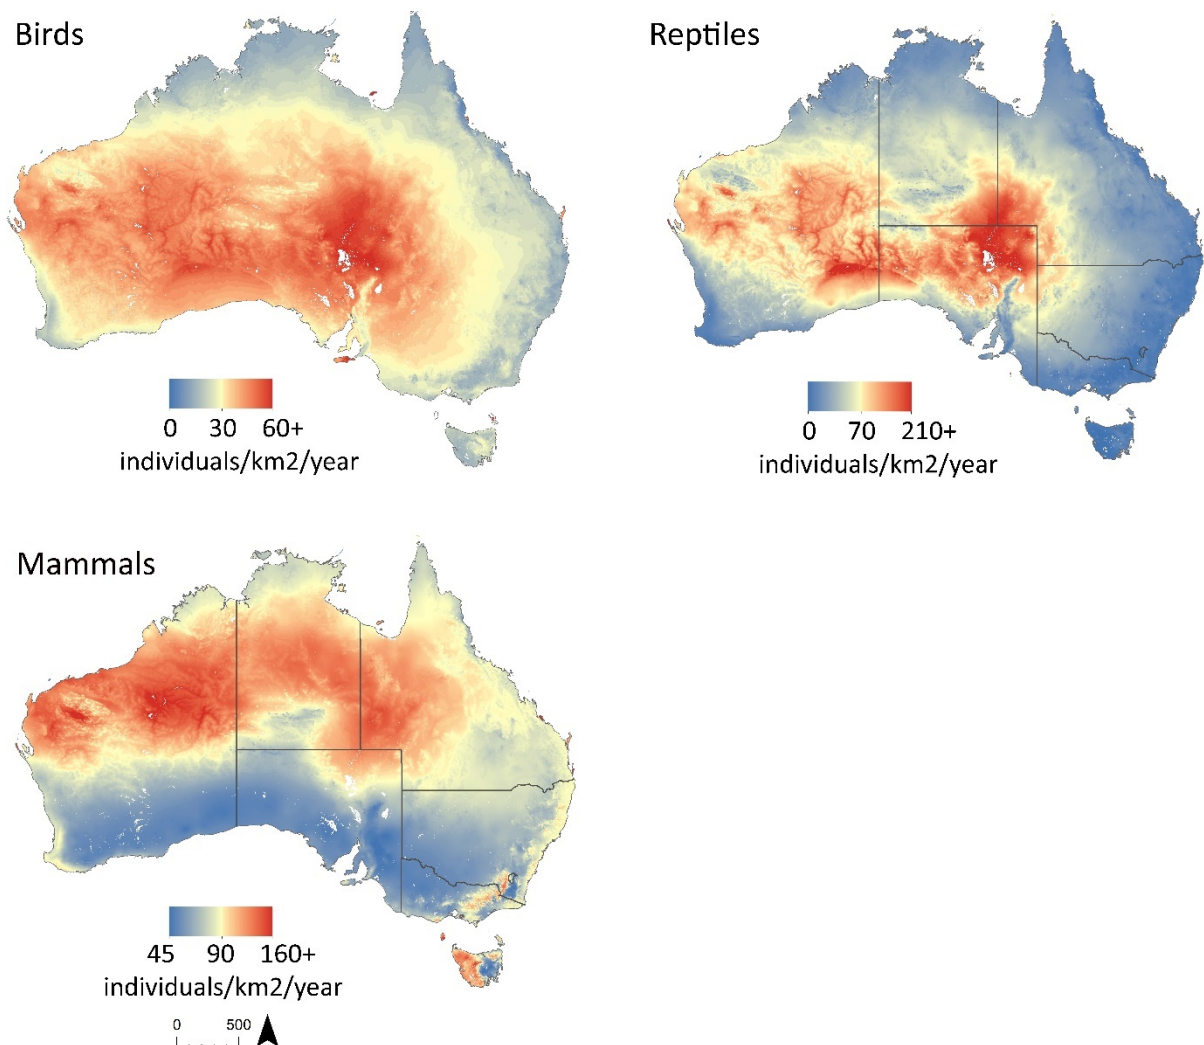 Birds
0 30 60+
individuals/km2/year
Reptiles
0 70 210+
individuals/km2/year
Mammals
45 90 160+
individuals/km2/year
0 500